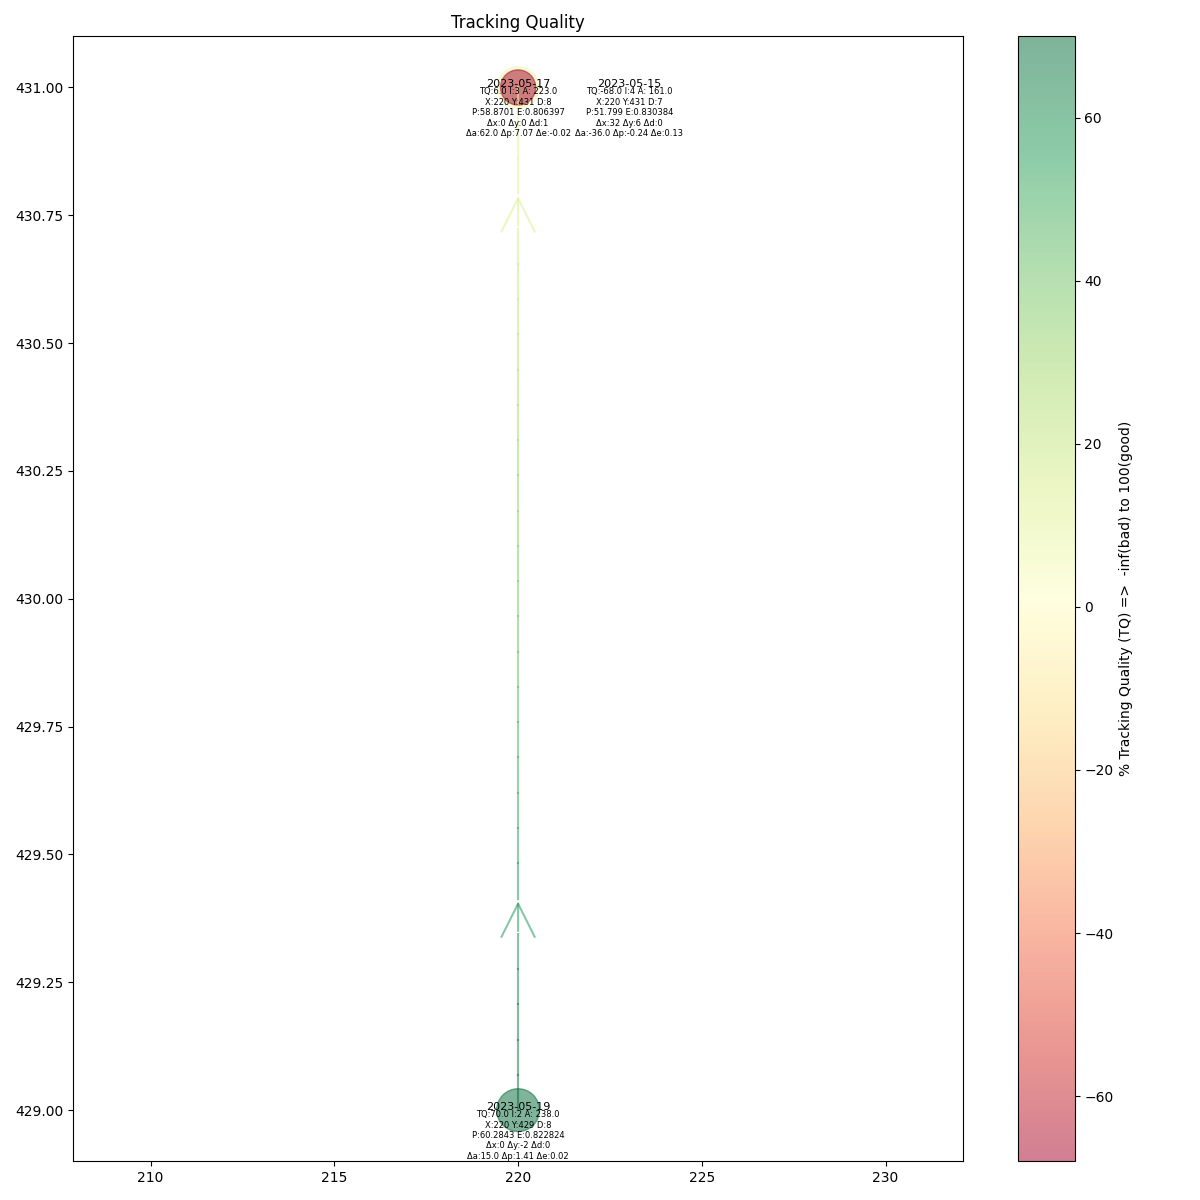 Tracking Quality
431.00
430.75
430.50
430.25
430.00
429.75
429.50
429.25
429.00
2023-05-17
TQ:6.0 I:3 A: 223.0
X:220 Y:431 D:8
P:58.8701 E:0.806397
Δx:0 Δy:0 Δd:1
Δa:62.0 Δp:7.07 Δe:-0.02
2023-05-15
TQ:-68.0 I:4 A: 161.0
X:220 Y:431 D:7
P:51.799 E:0.830384
Δx:32 Δy:6 Δd:0
Δa:-36.0 Δp:-0.24 Δe:0.13
2023-05-19
TQ:70.0 I:2 A: 238.0
X:220 Y:429 D:8
P:60.2843 E:0.822824
Δx:0 Δy:-2 Δd:0
Δa:15.0 Δp:1.41 Δe:0.02
210
215
220
225
230
60
40
20
0
−20
−40
−60
% Tracking Quality (TQ) => -inf(bad) to 100(good)